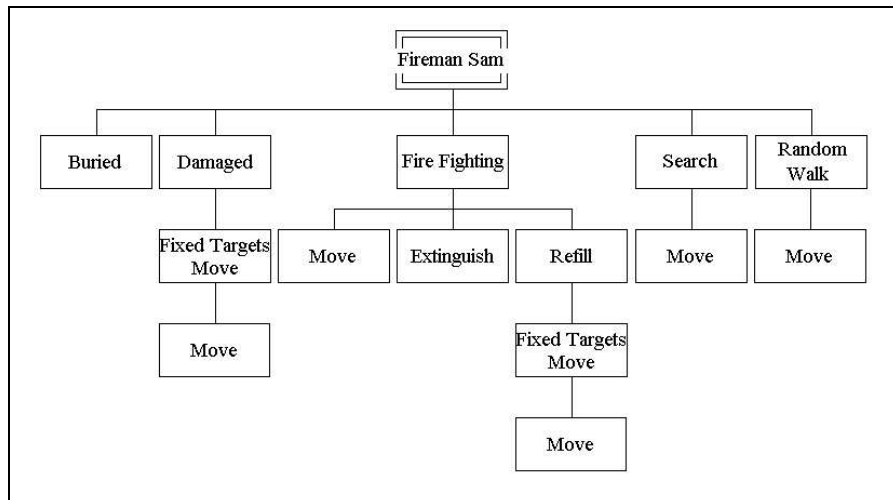 Fireman Sam
Buried
Damaged
Fire Fighting
Search
Random
Walk
Fixed Targets
Move
Move
Extinguish
Refill
Move
Move
Move
Fixed Targets
Move
Move